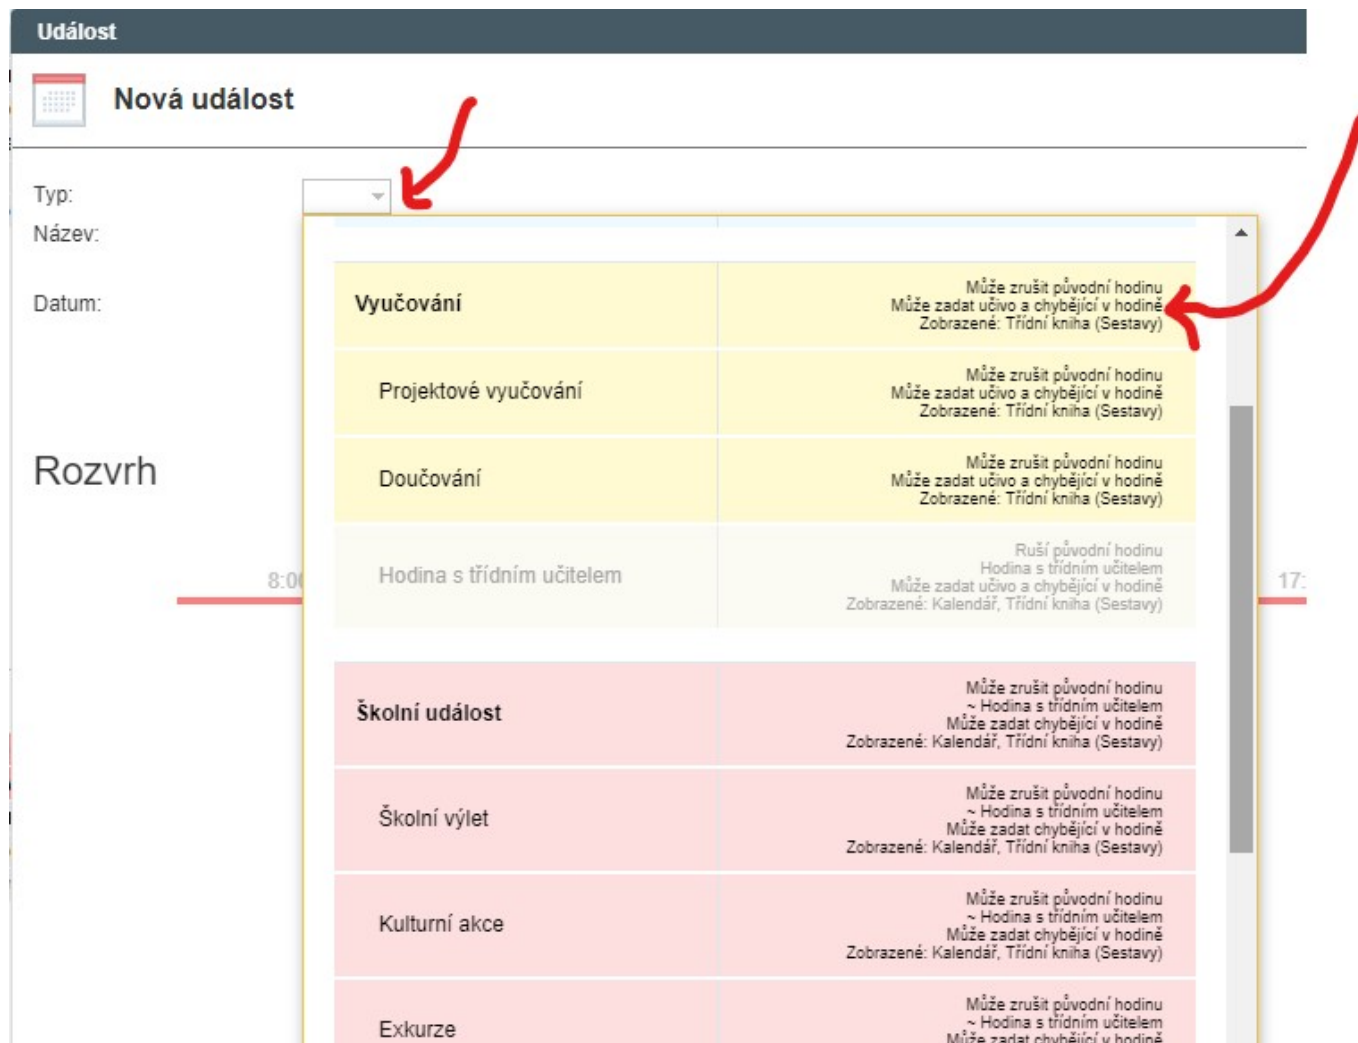 Událost
Nová událost
Typ:
Název:
Datum:
Vyučování
Může zrušit původní hodinu
Může zadat učivo a chybějící v hodině
Zobrazené: Třídní kniha (Sestavy)
Projektové vyučování
Může zrušit původní hodinu
Může zadat učivo a chybějící v hodině
Zobrazené: Třídní kniha (Sestavy)
Rozvrh
Doučování
Může zrušit původní hodinu
Může zadat učivo a chybějící v hodině
Zobrazené: Třídní kniha (Sestavy)
8:00
Hodina s třídním učitelem
Ruší původní hodinu
Hodina s třídním učitelem
Může zadat učivo a chybějící v hodině
Zobrazené: Kalendář, Třídní kniha (Sestavy)
17:
Školní událost
Může zrušit původní hodinu
~ Hodina s třídním učitelem
Může zadat chybějící v hodině
Zobrazené: Kalendář, Třídní kniha (Sestavy)
Školní výlet
Může zrušit původní hodinu
~ Hodina s třídním učitelem
Může zadat chybějící v hodině
Zobrazené: Kalendář, Třídní kniha (Sestavy)
Kulturní akce
Může zrušit původní hodinu
~ Hodina s třídním učitelem
Může zadat chybějící v hodině
Zobrazené: Kalendář, Třídní kniha (Sestavy)
Exkurze
Může zrušit původní hodinu
~ Hodina s třídním učitelem
Může zadat chybějící v hodině